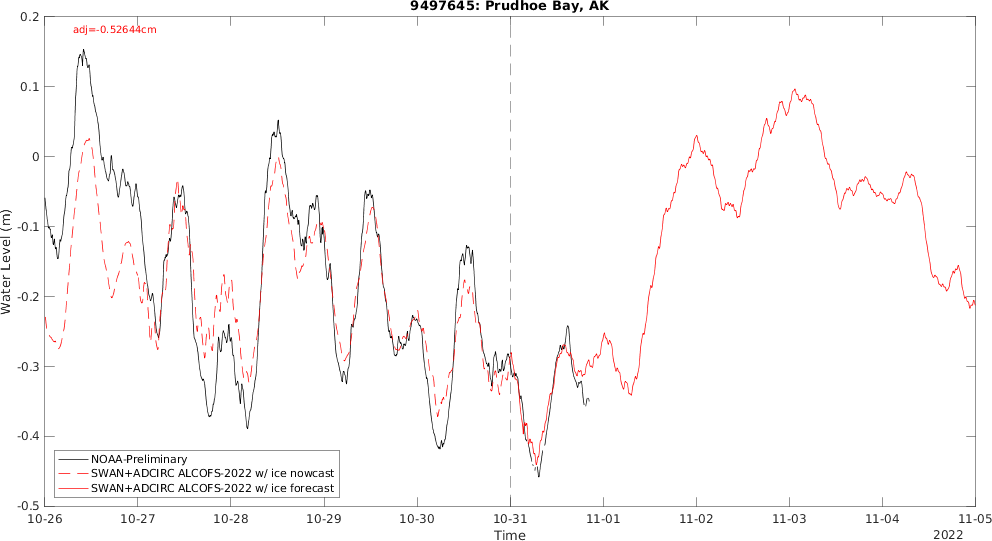 9497645: Prudhoe Bay, AK
adj=-0.52644cm
0.2
0.1
0
-0.1
-0.2
-0.3
-0.4
-0.5
Water Level (m)
NOAA-Preliminary
SWAN+ADCIRC ALCOFS-2022 w/ ice nowcast
SWAN+ADCIRC ALCOFS-2022 w/ ice forecast
10-26 10-27 10-28 10-29 10-30 10-31 11-01 11-02 11-03 11-04 11-05
Time
2022